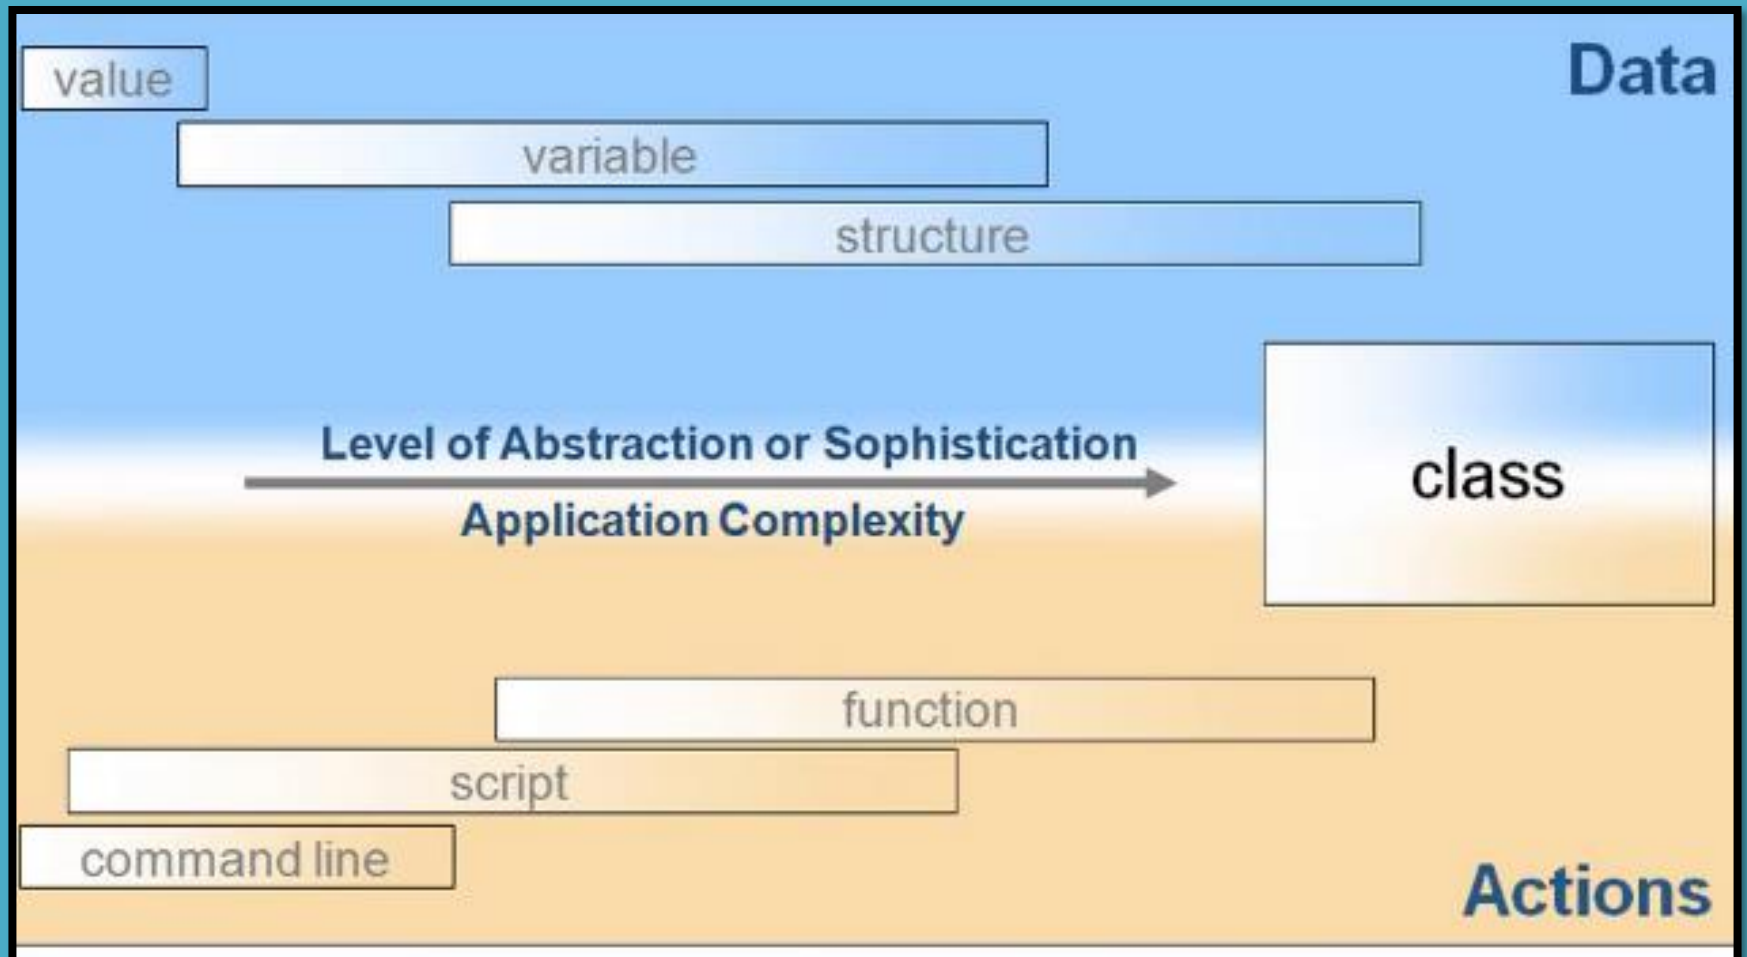 value
Data
variable
structure
Level of Abstraction or Sophistication
class
Application Complexity
function
script
command line
Actions